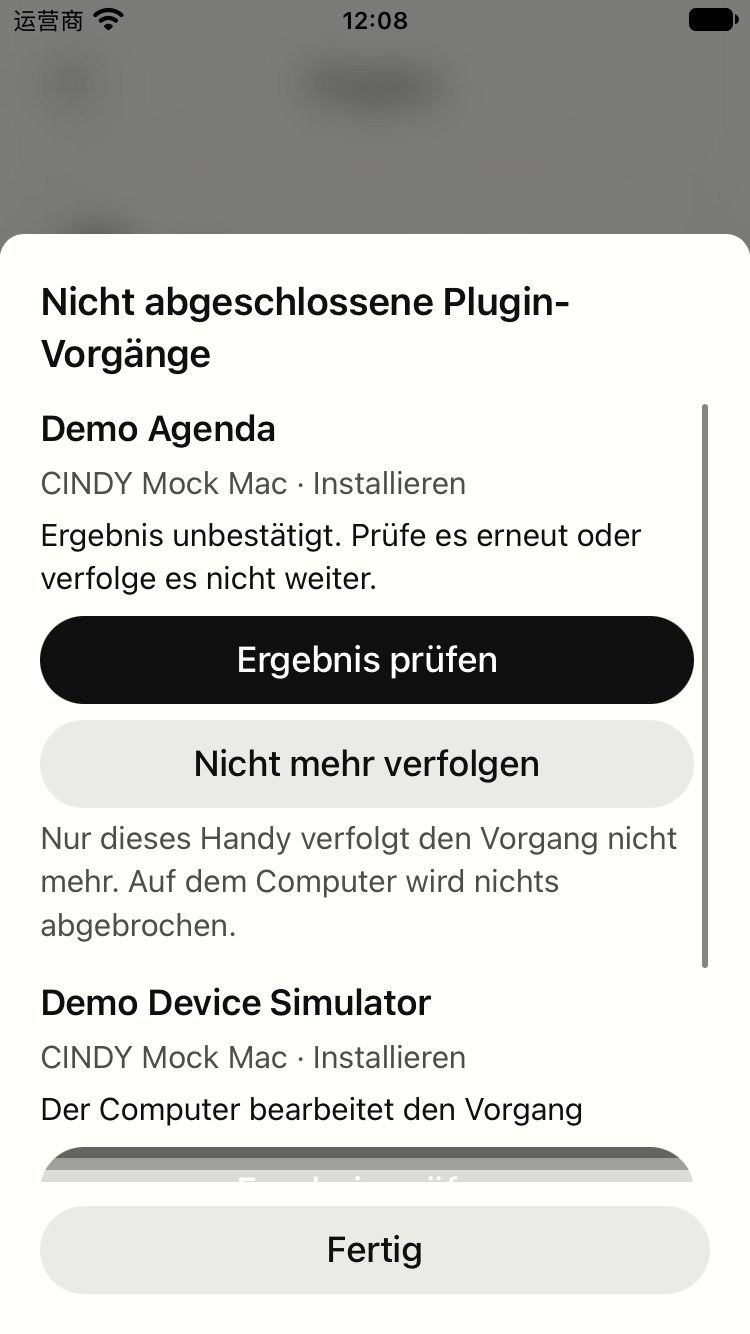 运营商
12:08
Nicht abgeschlossene Plugin-
Vorgänge
Demo Agenda
CINDY Mock Mac · Installieren
Ergebnis unbestätigt. Prüfe es erneut oder
verfolge es nicht weiter.
Ergebnis prüfen
Nicht mehr verfolgen
Nur dieses Handy verfolgt den Vorgang nicht
mehr. Auf dem Computer wird nichts
abgebrochen.
Demo Device Simulator
CINDY Mock Mac · Installieren
Der Computer bearbeitet den Vorgang
Fertig